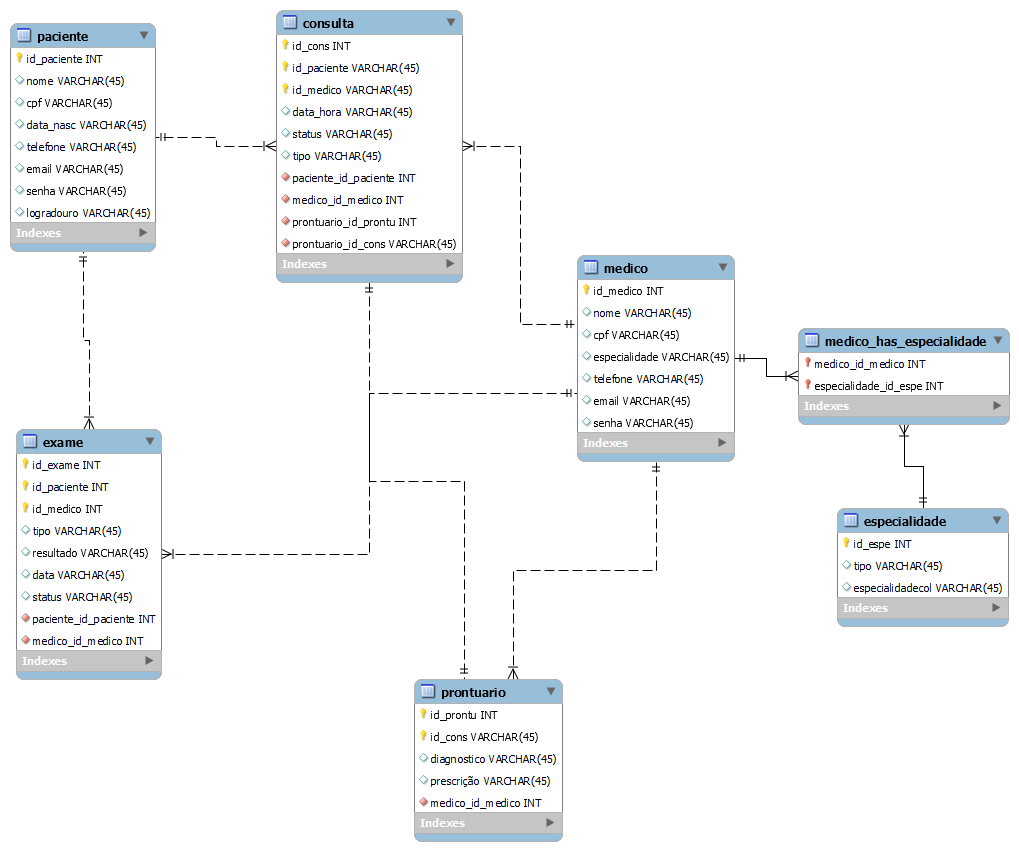 paciente
id_paciente INT
nome VARCHAR(45)
cpf VARCHAR(45)
data_nasc VARCHAR(45)
telefone VARCHAR(45)
email VARCHAR(45)
senha VARCHAR(45)
logradouro VARCHAR(45)
Indexes
consulta
id_cons INT
id_paciente VARCHAR(45)
id_medico VARCHAR(45)
data_hora VARCHAR(45)
status VARCHAR(45)
tipo VARCHAR(45)
paciente_id_paciente INT
medico_id_medico INT
prontuario_id_prontu INT
prontuario_id_cons VARCHAR(45)
Indexes
medico
id_medico INT
nome VARCHAR(45)
cpf VARCHAR(45)
especialidade VARCHAR(45)
telefone VARCHAR(45)
email VARCHAR(45)
senha VARCHAR(45)
Indexes
medico_has_especialidade
medico_id_medico INT
especialidade_id_espe INT
Indexes
exame
id_exame INT
id_paciente INT
id_medico INT
tipo VARCHAR(45)
resultado VARCHAR(45)
data VARCHAR(45)
status VARCHAR(45)
paciente_id_paciente INT
medico_id_medico INT
Indexes
especialidade
id_espe INT
tipo VARCHAR(45)
especialidadecol VARCHAR(45)
Indexes
prontuario
id_prontu INT
id_cons VARCHAR(45)
diagnostico VARCHAR(45)
prescrição VARCHAR(45)
medico_id_medico INT
Indexes